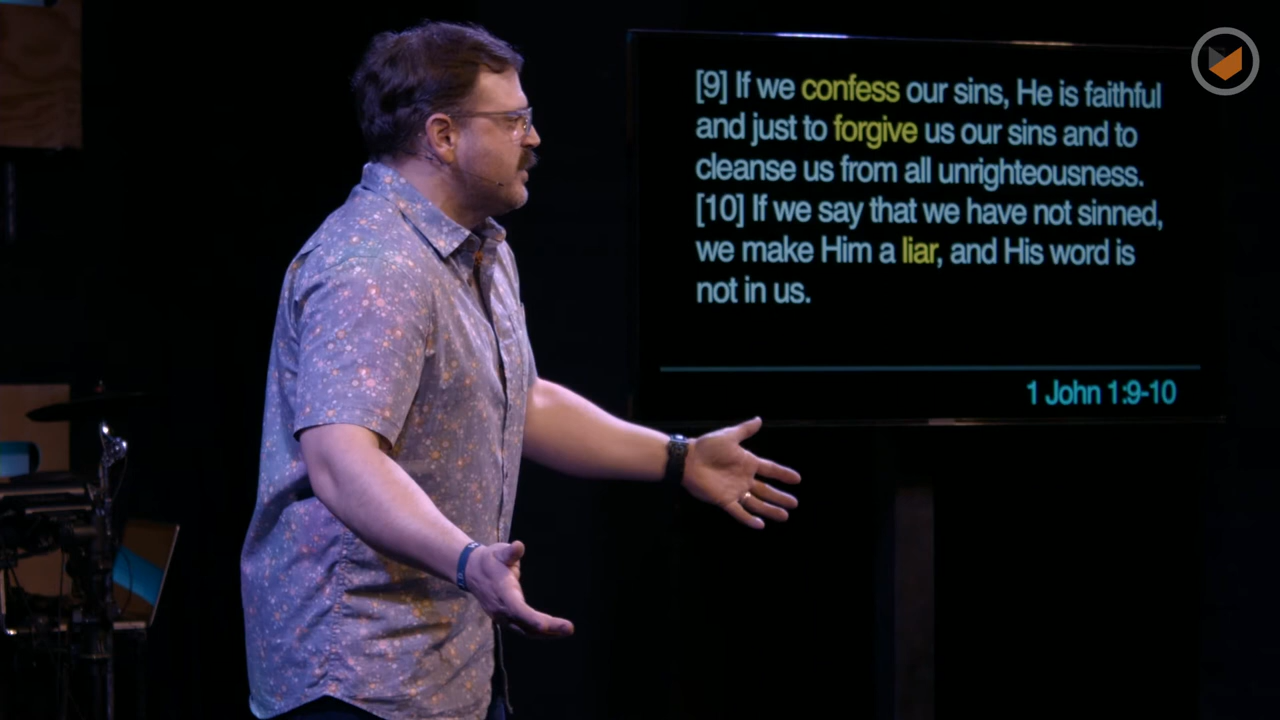 [9] If we confess our sins, He is faithful
and just to forgive us our sins and to
cleanse us from all unrighteousness.
[10] If we say that we have not sinned,
we make Him a liar, and His word is
not in us.
1 John 1:9-10